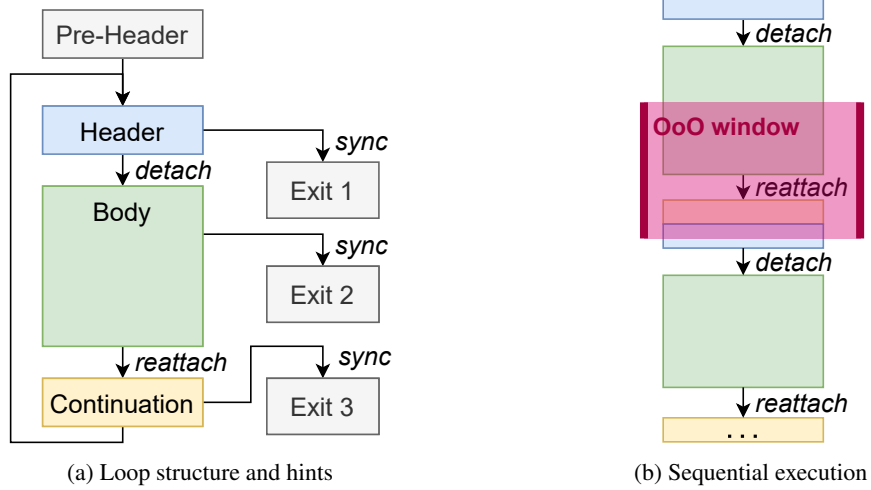 Pre-Header
Header
sync
detach
Exit 1
Body
sync
Exit 2
reattach
sync
Continuation
Exit 3
(a) Loop structure and hints
detach
OoO window
reattach
detach
reattach
...
(b) Sequential execution